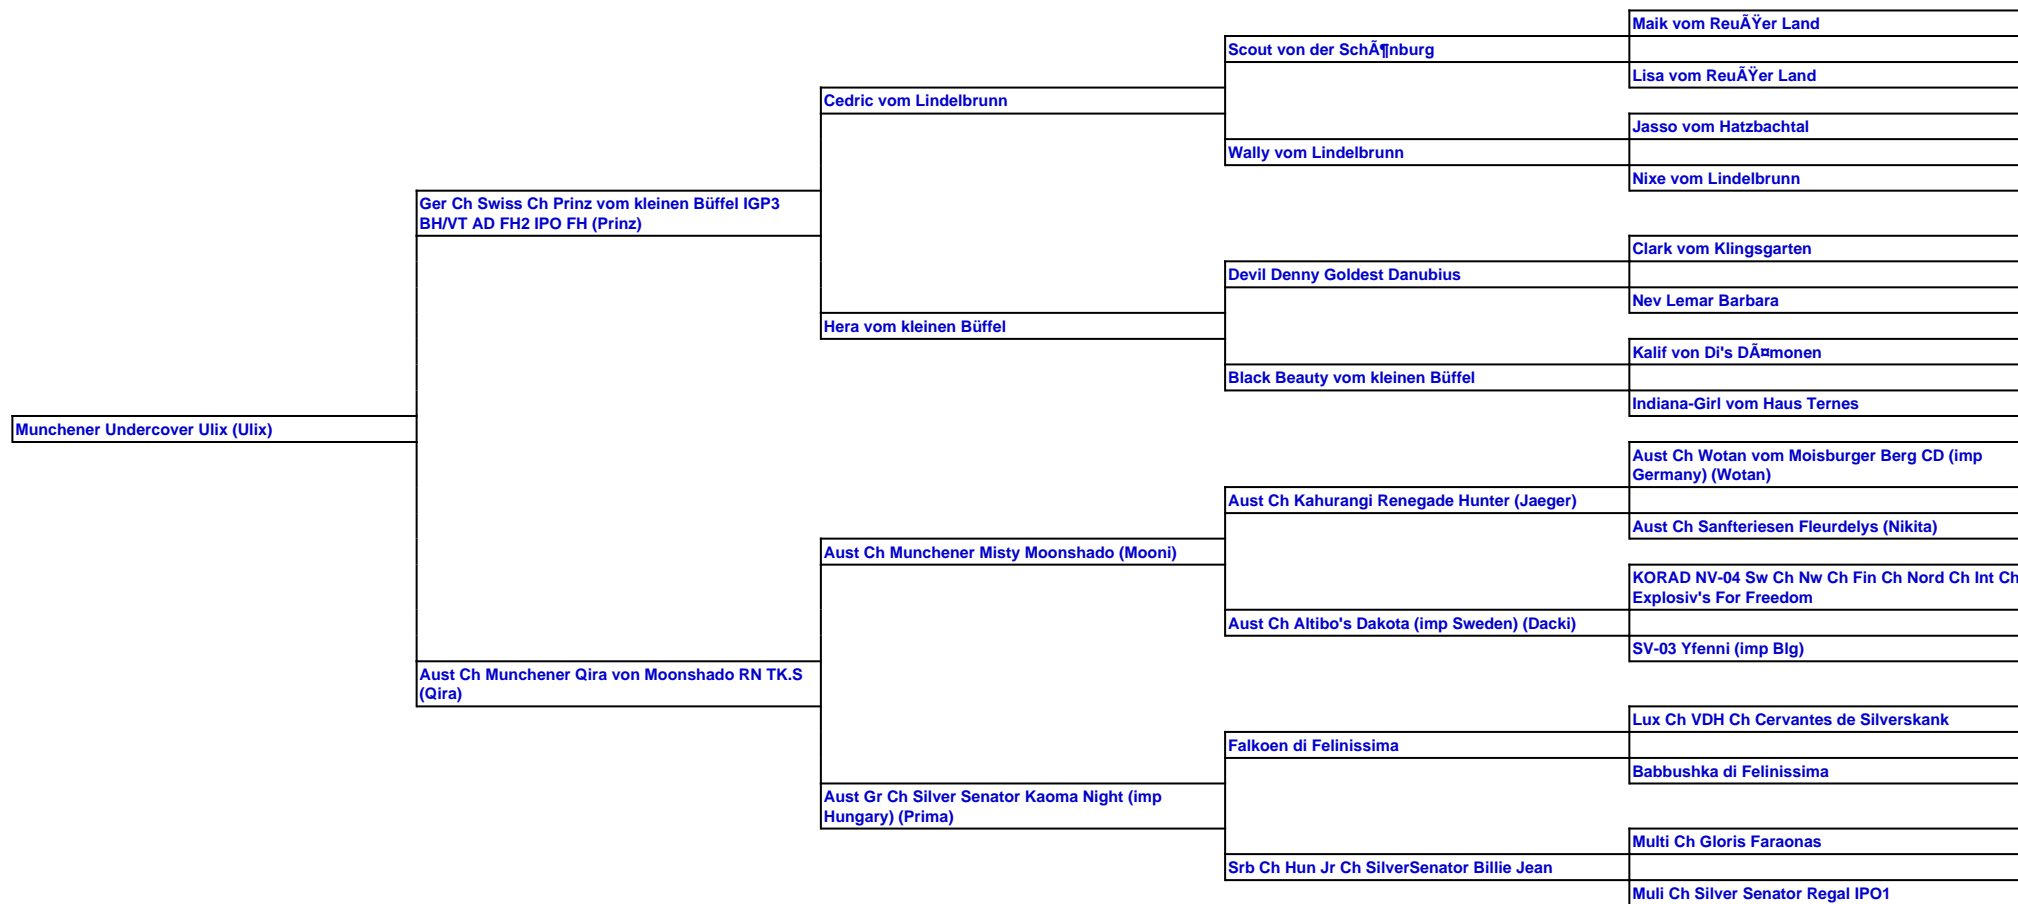 Maik vom ReuÃŸer Land
Scout von der SchÃ¶nburg
Lisa vom ReuÃŸer Land
Cedric vom Lindelbrunn
Jasso vom Hatzbachtal
Wally vom Lindelbrunn
Nixe vom Lindelbrunn
Ger Ch Swiss Ch Prinz vom kleinen Büffel IGP3
BH/VT AD FH2 IPO FH (Prinz)
Clark vom Klingsgarten
Devil Denny Goldest Danubius
Nev Lemar Barbara
Hera vom kleinen Büffel
Kalif von Di's DÃ¤monen
Black Beauty vom kleinen Büffel
Indiana-Girl vom Haus Ternes
Munchener Undercover Ulix (Ulix)
Aust Ch Wotan vom Moisburger Berg CD (imp
Germany) (Wotan)
Aust Ch Kahurangi Renegade Hunter (Jaeger)
Aust Ch Sanfteriesen Fleurdelys (Nikita)
Aust Ch Munchener Misty Moonshado (Mooni)
KORAD NV-04 Sw Ch Nw Ch Fin Ch Nord Ch Int Ch
Explosiv's For Freedom
Aust Ch Altibo's Dakota (imp Sweden) (Dacki)
SV-03 Yfenni (imp Blg)
Aust Ch Munchener Qira von Moonshado RN TK.S
(Qira)
Lux Ch VDH Ch Cervantes de Silverskank
Falkoen di Felinissima
Babbushka di Felinissima
Aust Gr Ch Silver Senator Kaoma Night (imp
Hungary) (Prima)
Multi Ch Gloris Faraonas
Srb Ch Hun Jr Ch SilverSenator Billie Jean
Muli Ch Silver Senator Regal IPO1